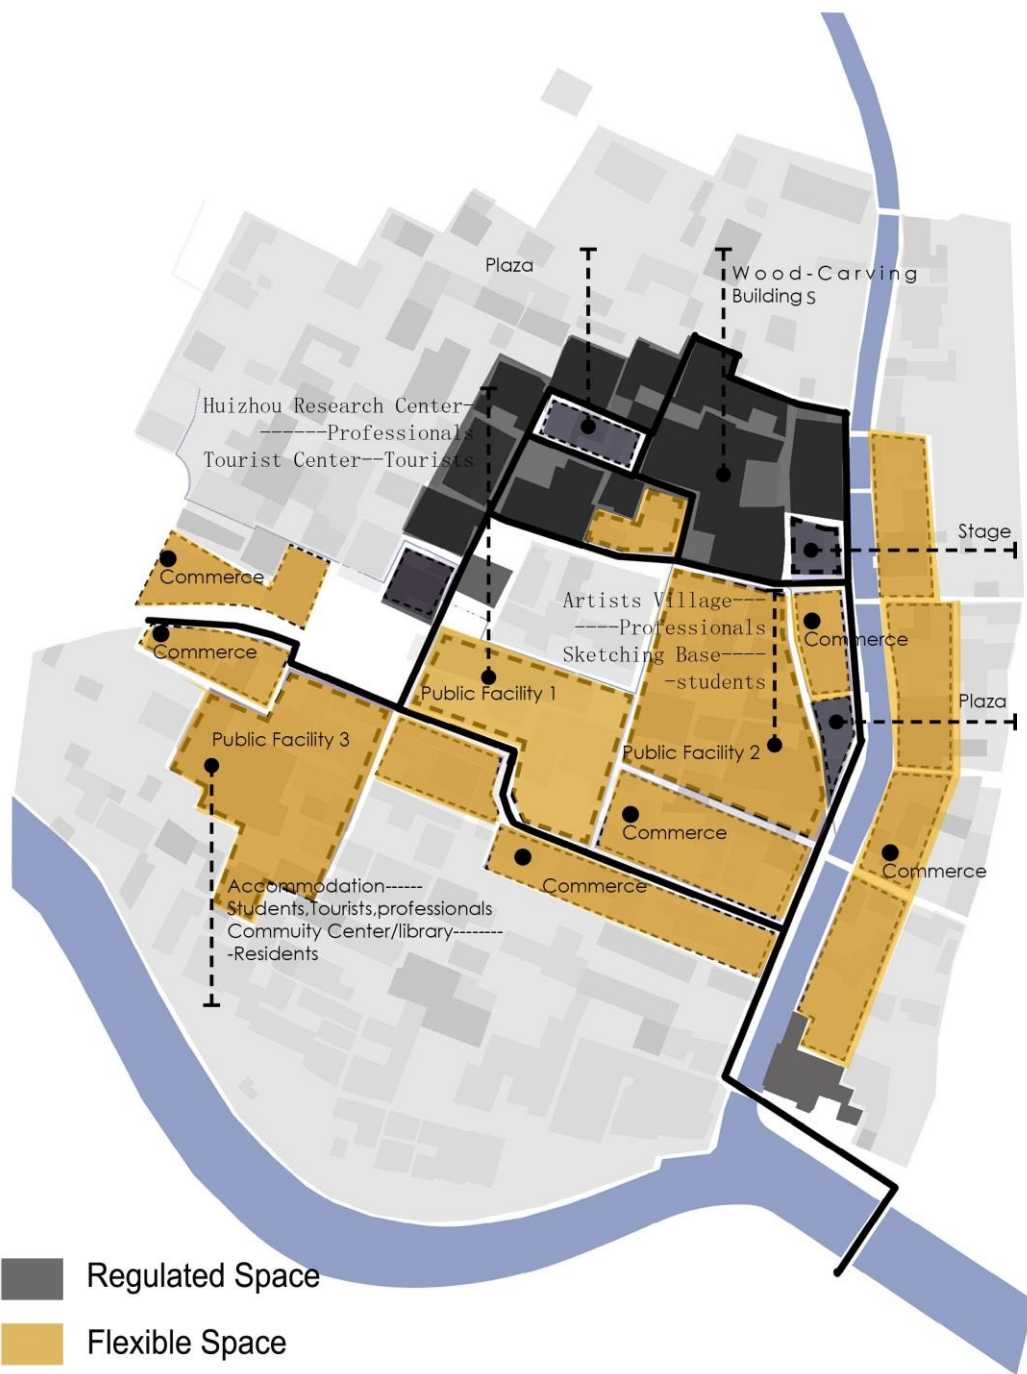 Plaza
Wood-Carving
Buildings
Huizhou Research Center-
------Professionals
Tourist Center--Tourists
Stage
Commerce
Artists Village---
----Professionals
Sketching Base----
-students
Commerce
Commerce
Public Facility 1
Plaza
Public Facility 3
Public Facility 2
Commerce
Commerce
Commerce
Accommodation------
Students,Tourists,professionals
Commuity Center/library--------
-Residents
Regulated Space
Flexible Space